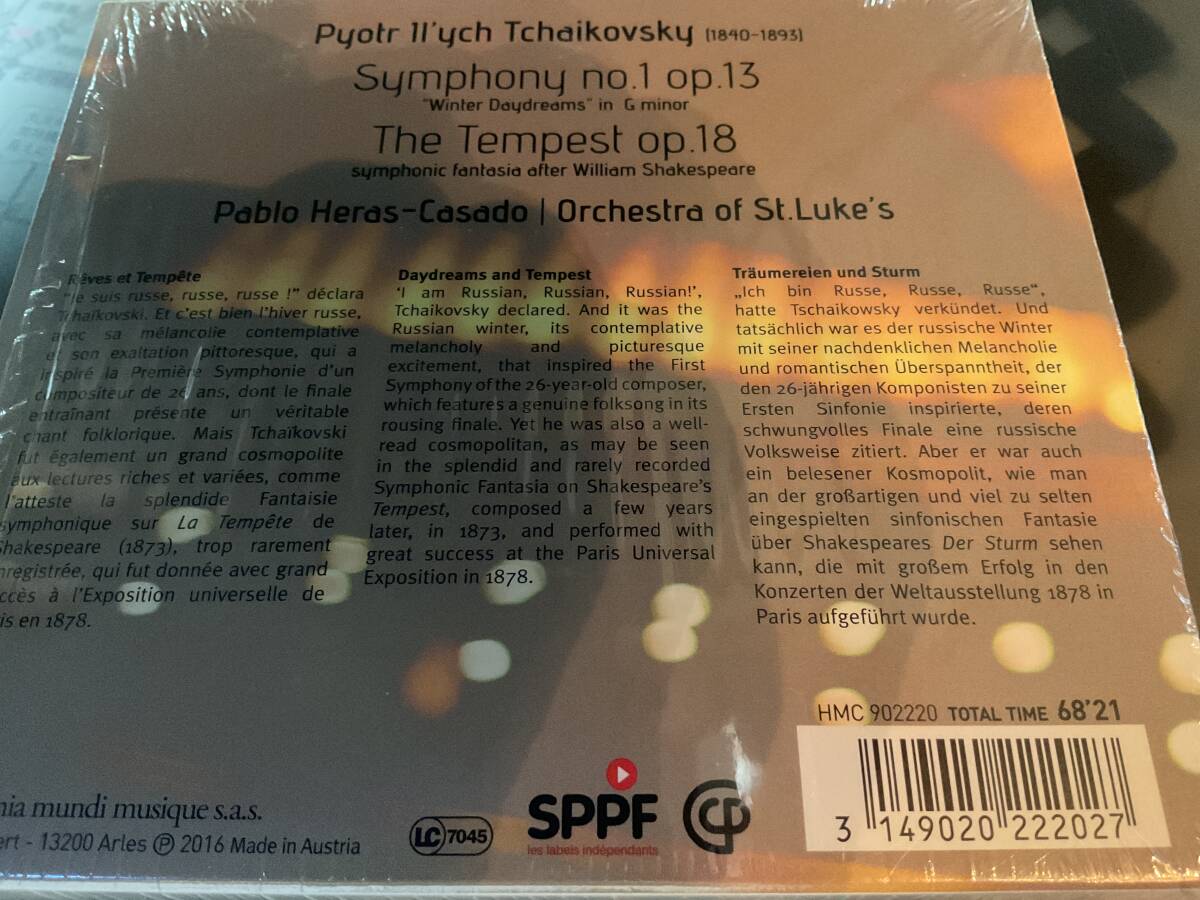 Pyotr Il'ych Tchaikovsky (1840-1893)
Symphony no.1 op.13
"Winter Daydreams" in G minor
The Tempest op.18
symphonic fantasia after William Shakespeare
Pablo Heras-Casado | Orchestra of St.Luke's
Rêves et Tempête
"Je suis russe, russe, russe !" déclara
Tchaïkovski. Et c'est bien l'hiver russe,
avec sa mélancolie contemplative
et son exaltation pittoresque, qui a
inspiré la Première Symphonie d'un
compositeur de 26 ans, dont le finale
entraînant présente un véritable
chant folklorique. Mais Tchaïkovski
fut également un grand cosmopolite
aux lectures riches et variées, comme
l'atteste la splendide Fantaisie
symphonique sur La Tempête de
Shakespeare (1873), trop rarement
nregistrée, qui fut donnée avec grand
ccès à l'Exposition universelle de
is en 1878.
Daydreams and Tempest
'I am Russian, Russian, Russian!',
Tchaikovsky declared. And it was the
Russian winter, its contemplative
melancholy and picturesque
excitement, that inspired the First
Symphony of the 26-year-old composer,
which features a genuine folksong in its
rousing finale. Yet he was also a well-
read cosmopolitan, as may be seen
in the splendid and rarely recorded
Symphonic Fantasia on Shakespeare's
Tempest, composed a few years
later, in 1873, and performed with
great success at the Paris Universal
Exposition in 1878.
Träumereien und Sturm
„Ich bin Russe, Russe, Russe“,
hatte Tschaikowsky verkündet. Und
tatsächlich war es der russische Winter
mit seiner nachdenklichen Melancholie
und romantischen Überspanntheit, der
den 26-jährigen Komponisten zu seiner
Ersten Sinfonie inspirierte, deren
schwungvolles Finale eine russische
Volksweise zitiert. Aber er war auch
ein belesener Kosmopolit, wie man
an der großartigen und viel zu selten
eingespielten sinfonischen Fantasie
über Shakespeares Der Sturm sehen
kann, die mit großem Erfolg in den
Konzerten der Weltausstellung 1878 in
Paris aufgeführt wurde.
HMC 902220 TOTAL TIME 68'21
3 149020 222027
nia mundi musique s.a.s.
ert - 13200 Arles ℗ 2016 Made in Austria
LC 7045
SPPF
les labels indépendants